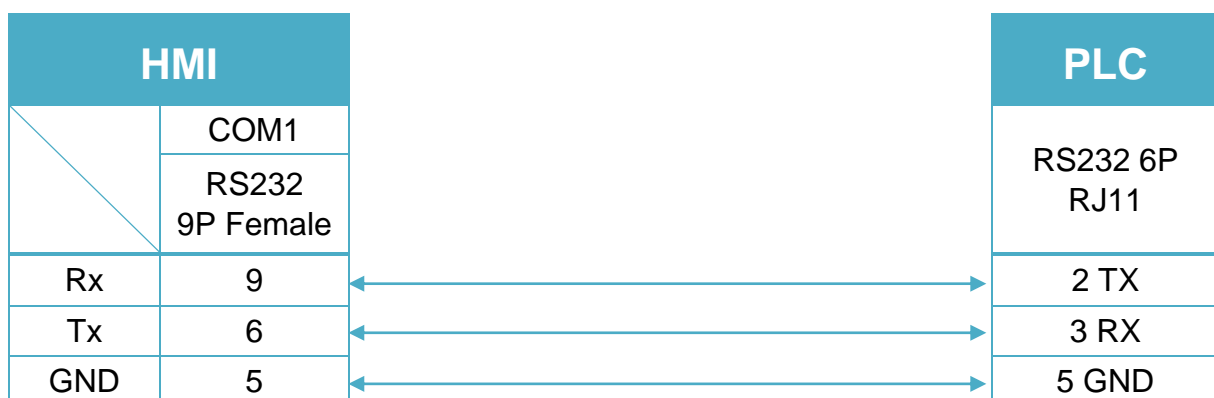 HMI
PLC
COM1
RS232
9P Female
RS232 6P
RJ11
Rx 9 2 TX
Tx 6 3 RX
GND 5 5 GND